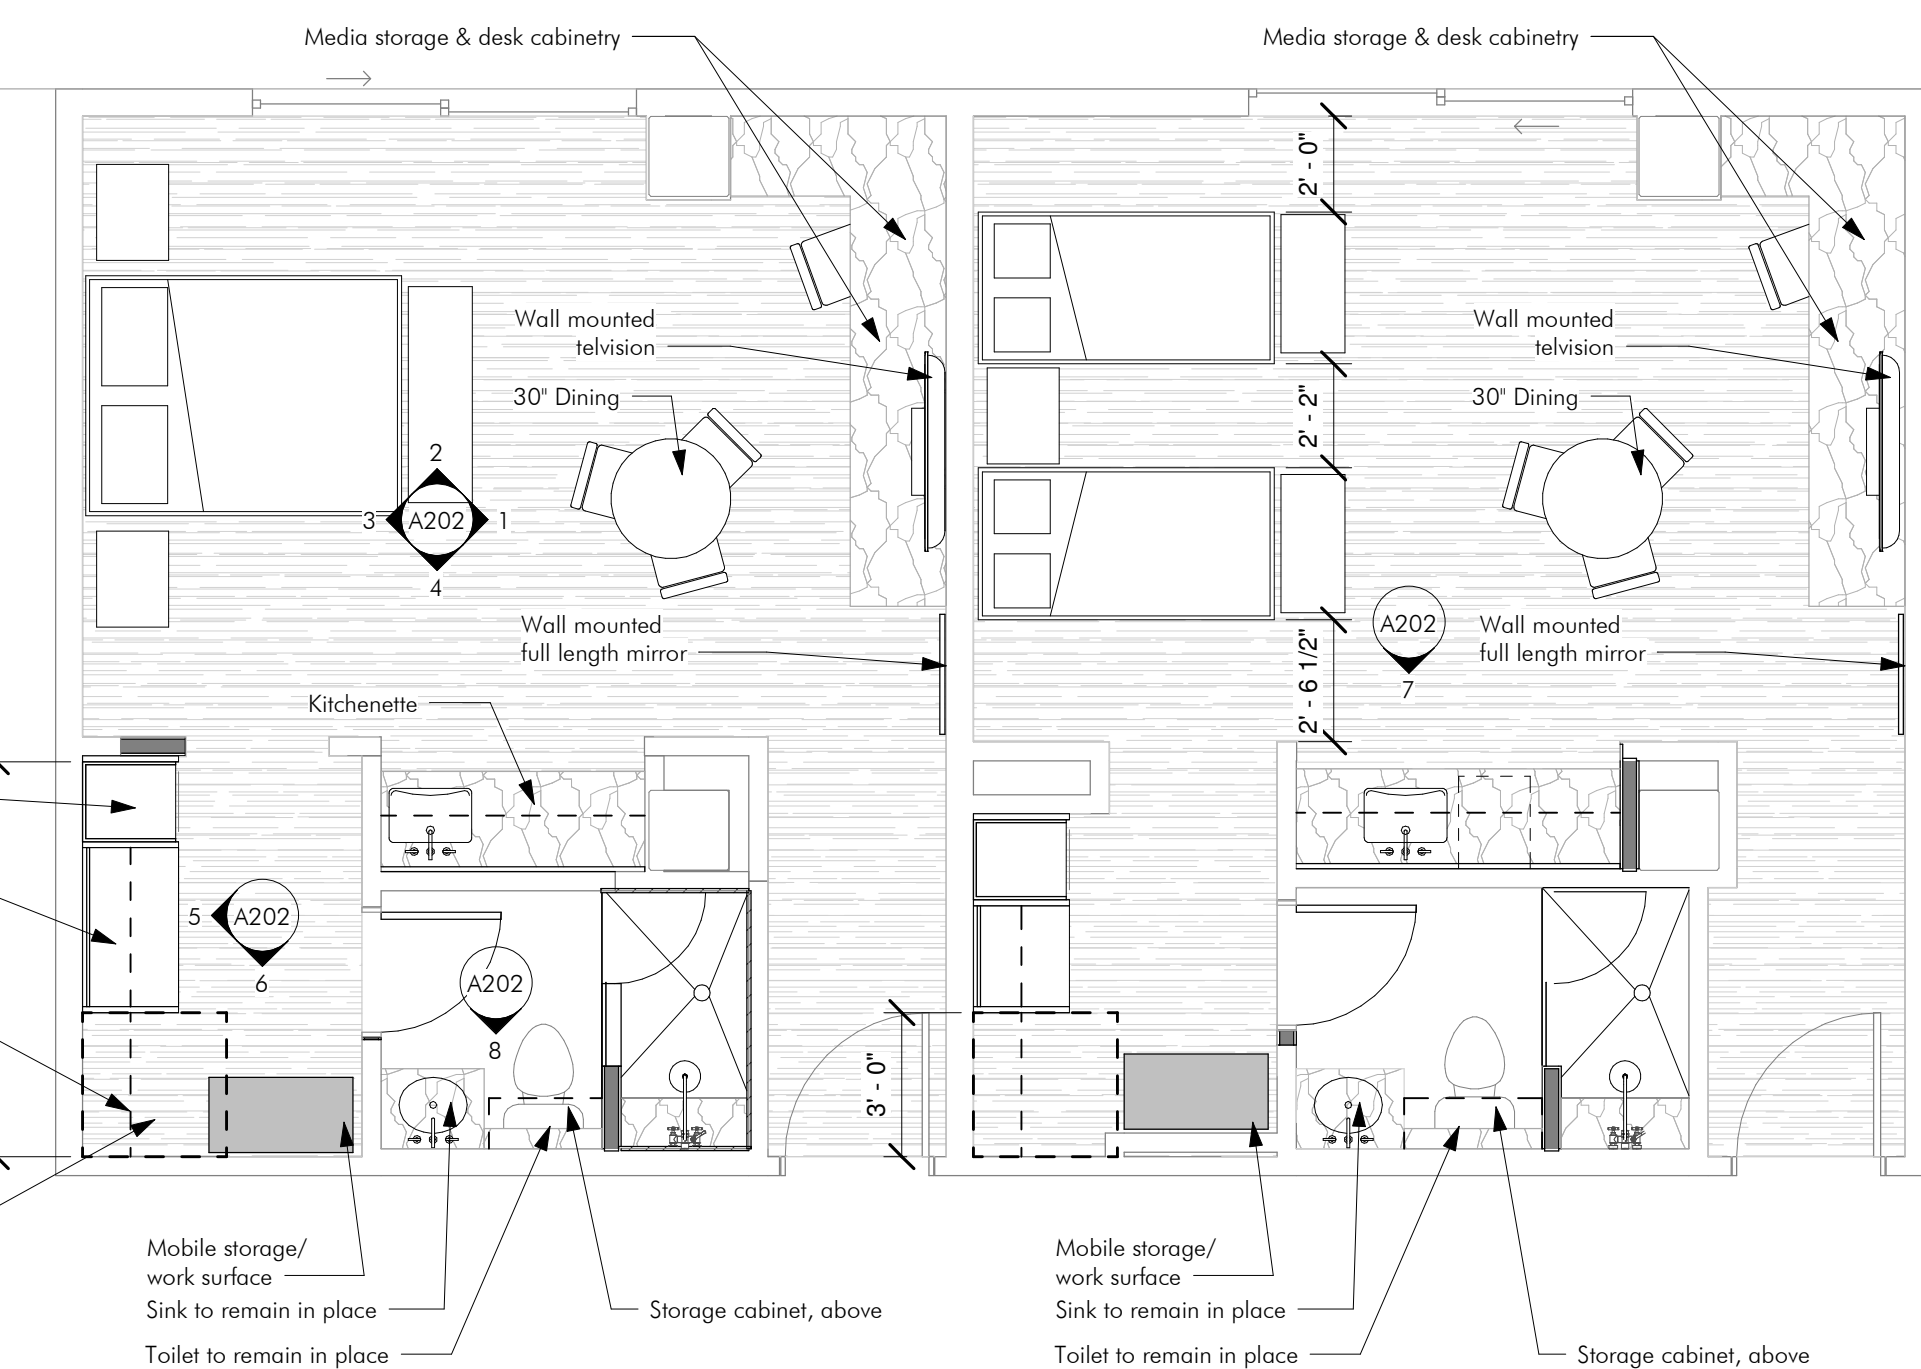 Media storage & desk cabinetry
Media storage & desk cabinetry
2' - 0"
Wall mounted
telvision
Wall mounted
telvision
30" Dining
2' - 2"
30" Dining
2
3 A202 1
4
Wall mounted
full length mirror
2' - 6 1/2"
A202
7
Wall mounted
full length mirror
Kitchenette
5 A202
6
A202
8
3' - 0"
Mobile storage/
work surface
Sink to remain in place
Toilet to remain in place
Storage cabinet, above
Mobile storage/
work surface
Sink to remain in place
Toilet to remain in place
Storage cabinet, above